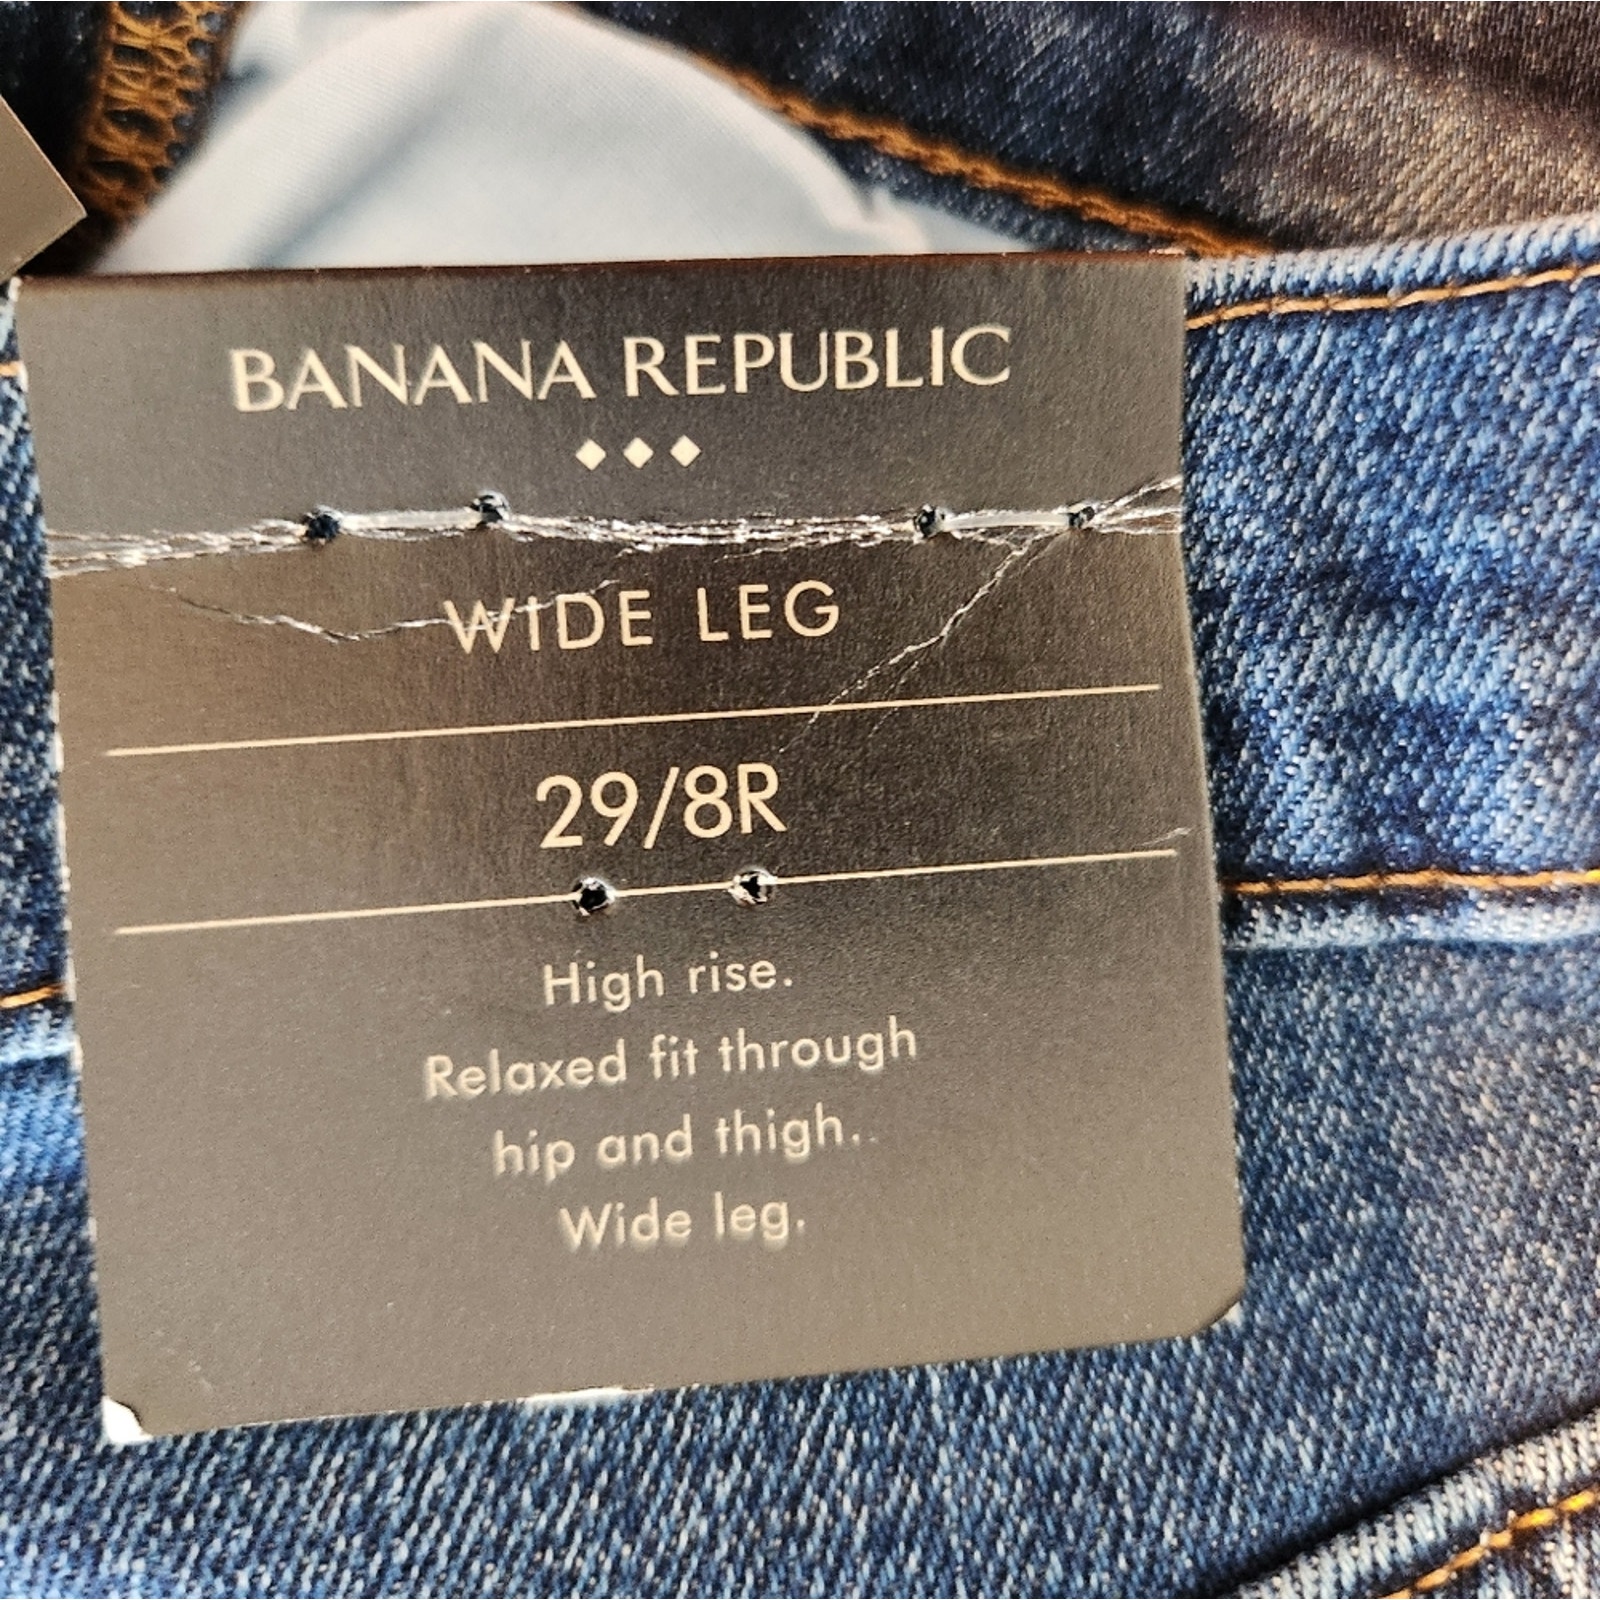 BANANA REPUBLIC
WIDE LEG
29/8R
High rise.
Relaxed fit through
hip and thigh.
Wide leg.